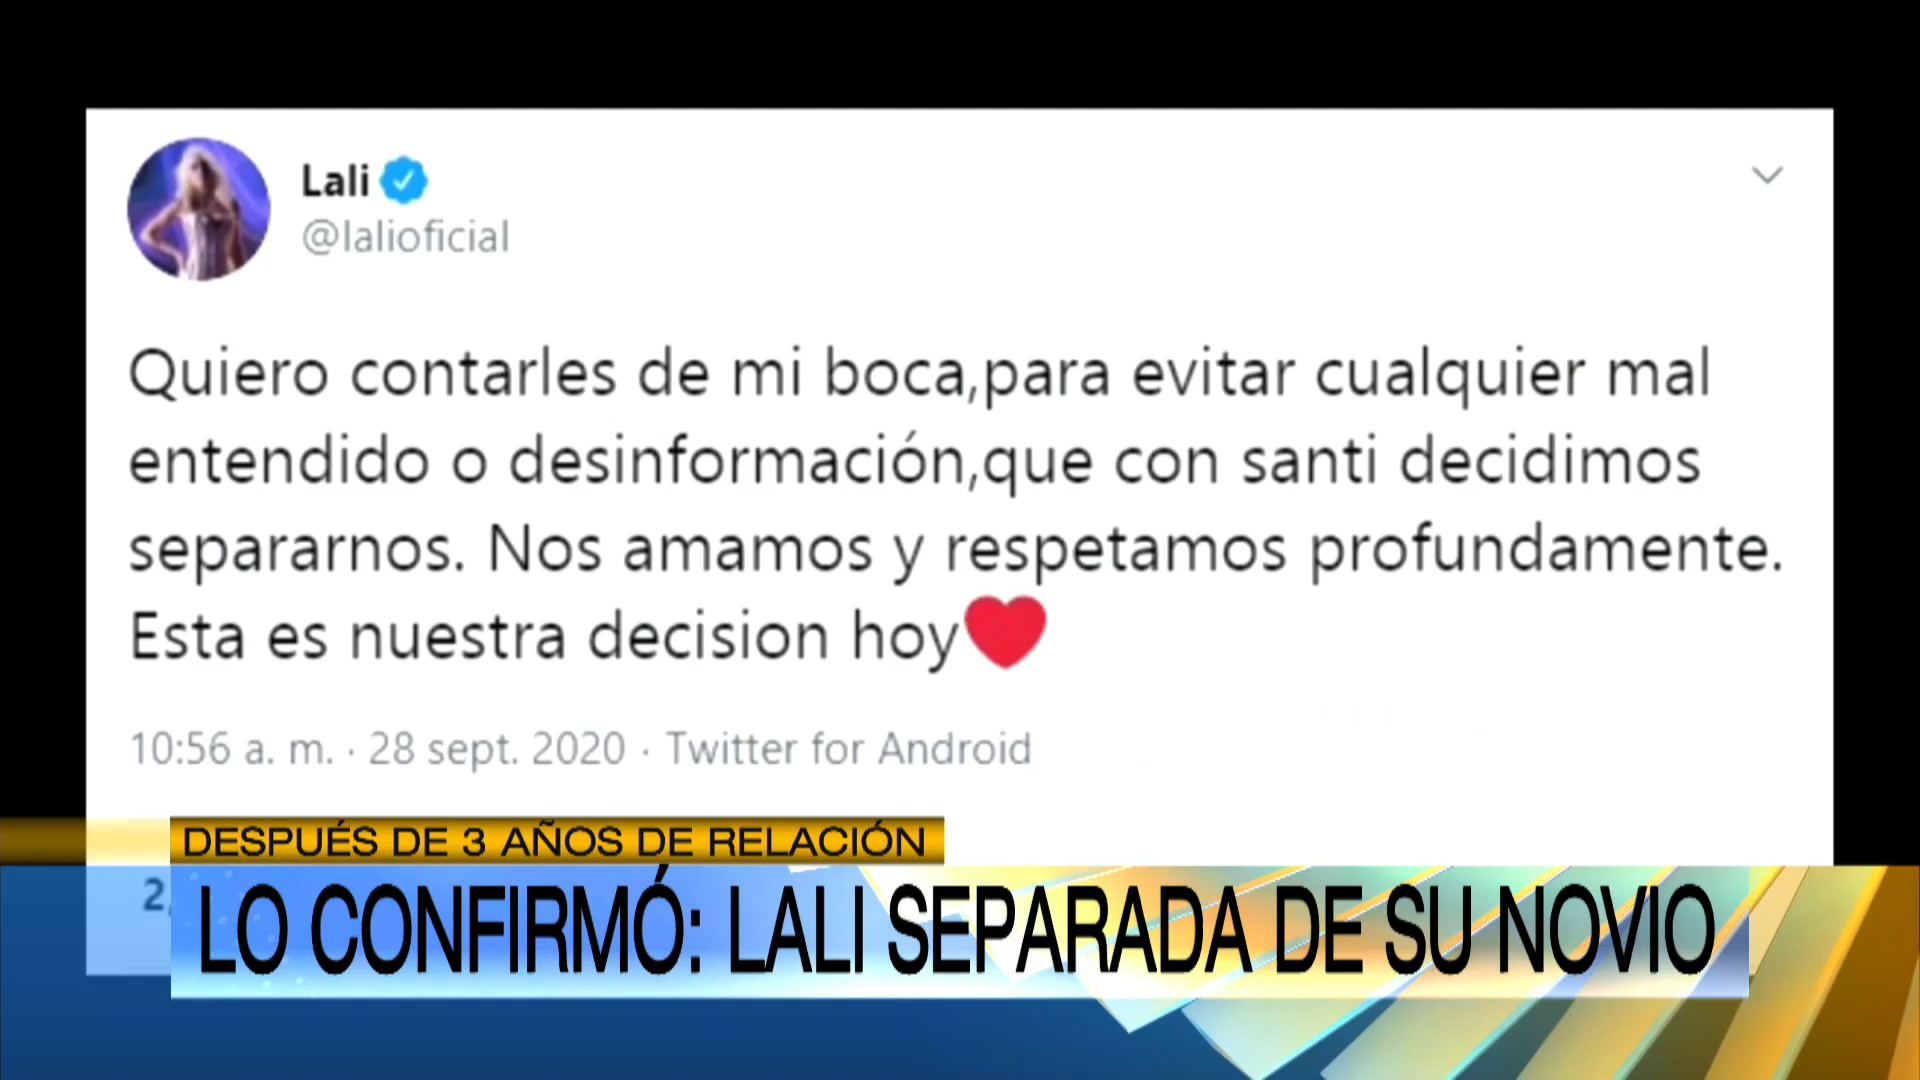 Lali
@lalioficial
Quiero contarles de mi boca,para evitar cualquier mal
entendido o desinformación,que con santi decidimos
separarnos. Nos amamos y respetamos profundamente.
Esta es nuestra decision hoy❤
10:56 a. m. · 28 sept. 2020 · Twitter for Android
DESPUÉS DE 3 AÑOS DE RELACIÓN
2,
LO CONFIRMÓ: LALI SEPARADA DE SU NOVIO